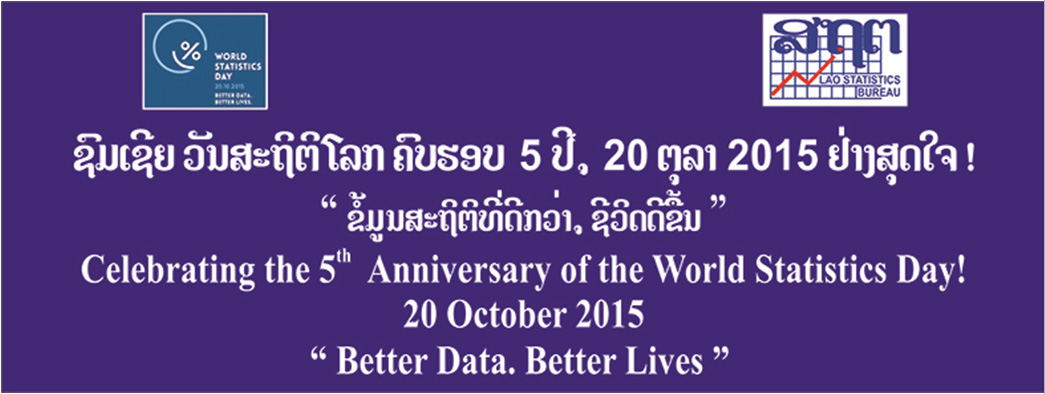 %
WORLD
STATISTICS
DAY
20.10.2015
BETTER DATA.
BETTER LIVES.
ສຖຕ
LAO STATISTICS
BUREAU
ຊົມເຊີຍ ວັນສະຖິຕິໂລກ ຄົບຮອບ 5 ປີ, 20 ຕຸລາ 2015 ຢ່າງສຸດໃຈ !
“ ຂໍ້ມູນສະຖິຕິທີ່ດີກວ່າ, ຊີວິດດີຂຶ້ນ ”
Celebrating the 5th Anniversary of the World Statistics Day!
20 October 2015
“ Better Data. Better Lives ”